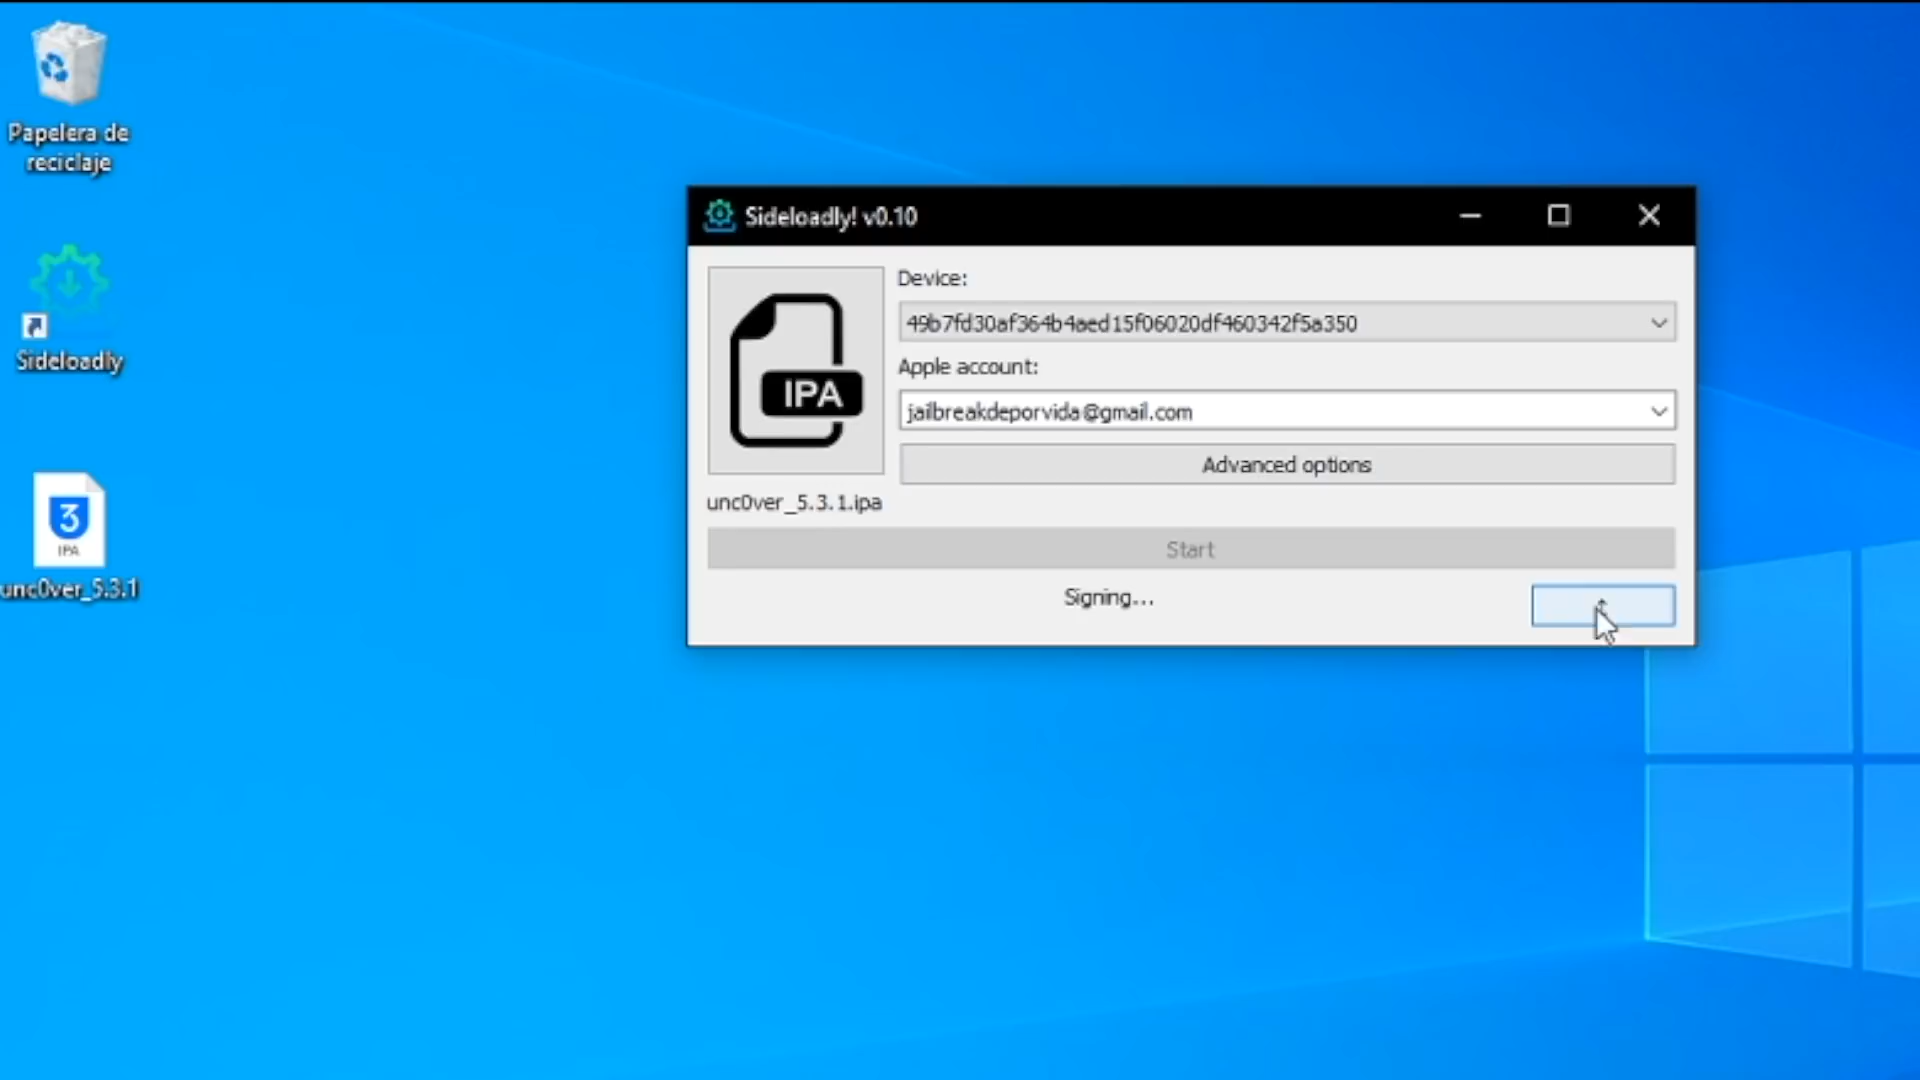 Papelera de
reciclaje
Sideloadly
3
IPA
unc0ver_5.3.1
Sideloadly! v0.10
Device:
49b7fd30af364b4aed15f06020df460342f5a350
Apple account:
jailbreakdeporvida@gmail.com
Advanced options
IPA
unc0ver_5.3.1.ipa
Start
Signing...